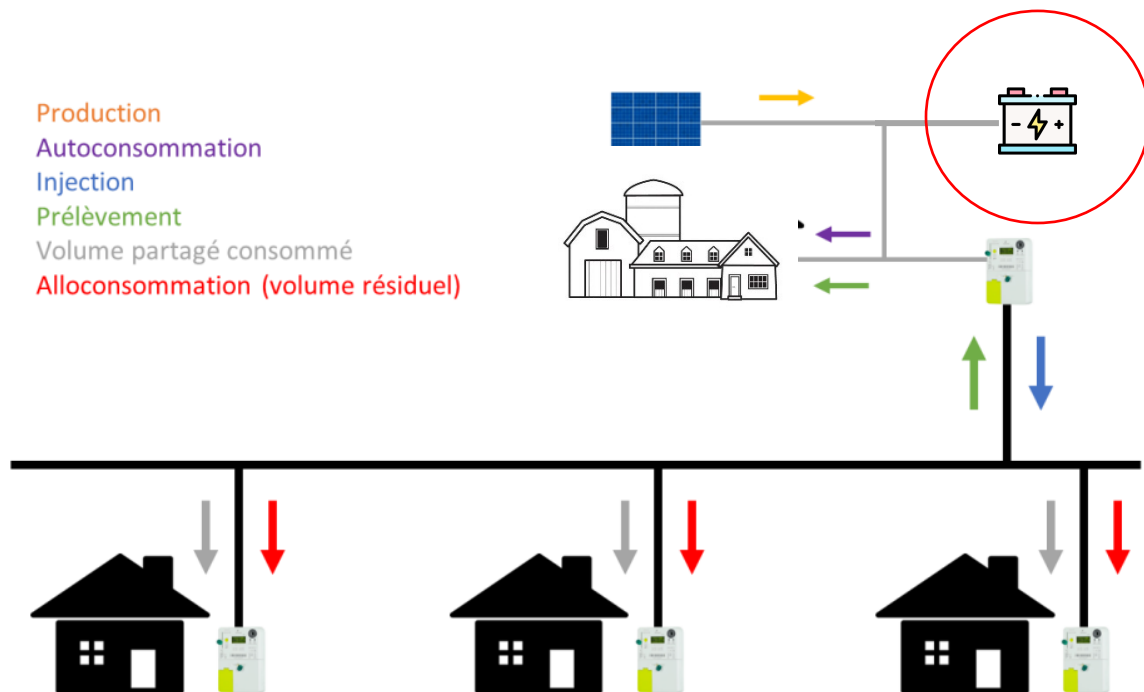 Production
Autoconsommation
Injection
Prélèvement
Volume partagé consommé
Alloconsommation (volume résiduel)